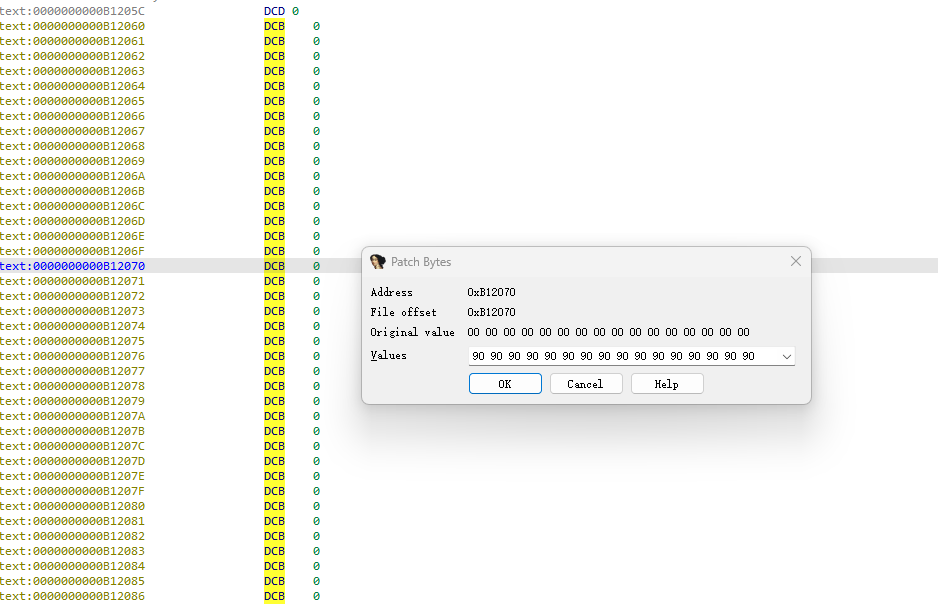 text:0000000000B1205C DCD 0
text:0000000000B12060 DCB 0
text:0000000000B12061 DCB 0
text:0000000000B12062 DCB 0
text:0000000000B12063 DCB 0
text:0000000000B12064 DCB 0
text:0000000000B12065 DCB 0
text:0000000000B12066 DCB 0
text:0000000000B12067 DCB 0
text:0000000000B12068 DCB 0
text:0000000000B12069 DCB 0
text:0000000000B1206A DCB 0
text:0000000000B1206B DCB 0
text:0000000000B1206C DCB 0
text:0000000000B1206D DCB 0
text:0000000000B1206E DCB 0
text:0000000000B1206F DCB 0
text:0000000000B12070 DCB 0
text:0000000000B12071 DCB 0
text:0000000000B12072 DCB 0
text:0000000000B12073 DCB 0
text:0000000000B12074 DCB 0
text:0000000000B12075 DCB 0
text:0000000000B12076 DCB 0
text:0000000000B12077 DCB 0
text:0000000000B12078 DCB 0
text:0000000000B12079 DCB 0
text:0000000000B1207A DCB 0
text:0000000000B1207B DCB 0
text:0000000000B1207C DCB 0
text:0000000000B1207D DCB 0
text:0000000000B1207E DCB 0
text:0000000000B1207F DCB 0
text:0000000000B12080 DCB 0
text:0000000000B12081 DCB 0
text:0000000000B12082 DCB 0
text:0000000000B12083 DCB 0
text:0000000000B12084 DCB 0
text:0000000000B12085 DCB 0
text:0000000000B12086 DCB 0
Patch Bytes
Address 0xB12070
File offset 0xB12070
Original value 00 00 00 00 00 00 00 00 00 00 00 00 00 00 00 00
Values 90 90 90 90 90 90 90 90 90 90 90 90 90 90 90 90
OK Cancel Help